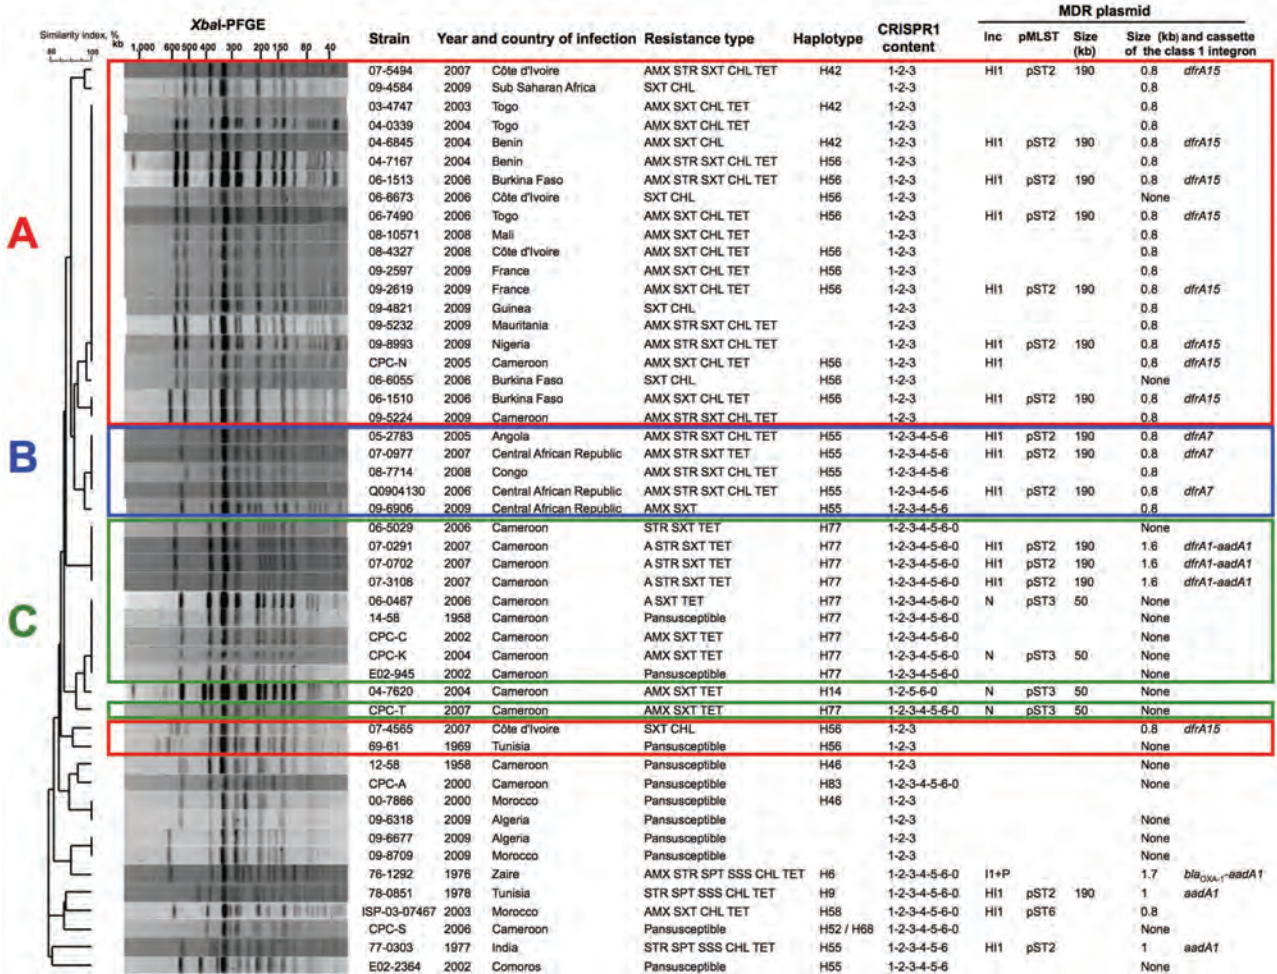 MDR plasmid
XbaI-PFGE
Similarity index, %
80 100
kb 1,000 600 500 400 300 200 150 80 60 40
Strain Year and country of infection Resistance type Haplotype CRISPR1 content Inc pMLST Size (kb) Size (kb) and cassette of the class 1 integron
A
07-5494 2007 Côte d'Ivoire AMX STR SXT CHL TET H42 1-2-3 HI1 pST2 190 0.8 dfrA15
09-4584 2009 Sub Saharan Africa SXT CHL 1-2-3 0.8
03-4747 2003 Togo AMX SXT CHL TET H42 1-2-3 0.8
04-0339 2004 Togo AMX SXT CHL TET 1-2-3 0.8
04-6845 2004 Benin AMX SXT CHL H42 1-2-3 HI1 pST2 190 0.8 dfrA15
04-7167 2004 Benin AMX STR SXT CHL TET H56 1-2-3 0.8
06-1513 2006 Burkina Faso AMX STR SXT CHL TET H56 1-2-3 HI1 pST2 190 0.8 dfrA15
06-6673 2006 Côte d'Ivoire SXT CHL H56 1-2-3 None
06-7490 2006 Togo AMX SXT CHL TET H56 1-2-3 HI1 pST2 190 0.8 dfrA15
08-10571 2008 Mali AMX SXT CHL TET 1-2-3 0.8
08-4327 2008 Côte d'Ivoire AMX SXT CHL TET H56 1-2-3 0.8
09-2597 2009 France AMX SXT CHL TET H56 1-2-3 0.8
09-2619 2009 France AMX SXT CHL TET H56 1-2-3 HI1 pST2 190 0.8 dfrA15
09-4821 2009 Guinea SXT CHL 1-2-3 0.8
09-5232 2009 Mauritania AMX STR SXT CHL TET 1-2-3 0.8
09-8993 2009 Nigeria AMX STR SXT CHL TET 1-2-3 HI1 pST2 190 0.8 dfrA15
CPC-N 2005 Cameroon AMX SXT CHL TET H56 1-2-3 HI1 0.8 dfrA15
06-6055 2006 Burkina Faso SXT CHL H56 1-2-3 None
06-1510 2006 Burkina Faso AMX STR SXT CHL TET H56 1-2-3 HI1 pST2 190 0.8 dfrA15
09-5224 2009 Cameroon AMX STR SXT CHL TET 1-2-3 0.8
B
05-2783 2005 Angola AMX STR SXT CHL TET H55 1-2-3-4-5-6 HI1 pST2 190 0.8 dfrA7
07-0977 2007 Central African Republic AMX STR SXT TET H55 1-2-3-4-5-6 HI1 pST2 190 0.8 dfrA7
08-7714 2008 Congo AMX STR SXT CHL TET H55 1-2-3-4-5-6 0.8
Q0904130 2006 Central African Republic AMX STR SXT CHL TET H55 1-2-3-4-5-6 HI1 pST2 190 0.8 dfrA7
09-6906 2009 Central African Republic AMX SXT H55 1-2-3-4-5-6 0.8
C
06-5029 2006 Cameroon STR SXT TET H77 1-2-3-4-5-6-0 None
07-0291 2007 Cameroon A STR SXT TET H77 1-2-3-4-5-6-0 HI1 pST2 190 1.6 dfrA1-aadA1
07-0702 2007 Cameroon A STR SXT TET H77 1-2-3-4-5-6-0 HI1 pST2 190 1.6 dfrA1-aadA1
07-3108 2007 Cameroon A STR SXT TET H77 1-2-3-4-5-6-0 HI1 pST2 190 1.6 dfrA1-aadA1
06-0467 2006 Cameroon A SXT TET H77 1-2-3-4-5-6-0 N pST3 50 None
14-58 1958 Cameroon Pansusceptible H77 1-2-3-4-5-6-0 None
CPC-C 2002 Cameroon AMX SXT TET H77 1-2-3-4-5-6-0 None
CPC-K 2004 Cameroon AMX SXT TET H77 1-2-3-4-5-6-0 N pST3 50 None
E02-945 2002 Cameroon Pansusceptible H77 1-2-3-4-5-6-0 None
04-7620 2004 Cameroon AMX SXT TET H14 1-2-5-6-0 N pST3 50 None
CPC-T 2007 Cameroon AMX SXT TET H77 1-2-3-4-5-6-0 N pST3 50 None
07-4565 2007 Côte d'Ivoire SXT CHL H56 1-2-3 0.8 dfrA15
69-61 1969 Tunisia Pansusceptible H56 1-2-3 None
12-58 1958 Cameroon Pansusceptible H46 1-2-3 None
CPC-A 2000 Cameroon Pansusceptible H83 1-2-3-4-5-6-0 None
00-7866 2000 Morocco Pansusceptible H46 1-2-3
09-6318 2009 Algeria Pansusceptible 1-2-3 None
09-6677 2009 Algeria Pansusceptible 1-2-3 None
09-8709 2009 Morocco Pansusceptible 1-2-3 None
76-1292 1976 Zaire AMX STR SPT SSS CHL TET H6 1-2-3-4-5-6-0 I1+P 1.7 blaOXA-1-aadA1
78-0851 1978 Tunisia STR SPT SSS CHL TET H9 1-2-3-4-5-6-0 HI1 pST2 190 1 aadA1
ISP-03-07467 2003 Morocco AMX SXT CHL TET H58 1-2-3-4-5-6-0 HI1 pST6 0.8
CPC-S 2006 Cameroon Pansusceptible H52 / H68 1-2-3-4-5-6-0 None
77-0303 1977 India STR SPT SSS CHL TET H55 1-2-3-4-5-6 HI1 pST2 1 aadA1
E02-2364 2002 Comoros Pansusceptible H55 1-2-3-4-5-6 None